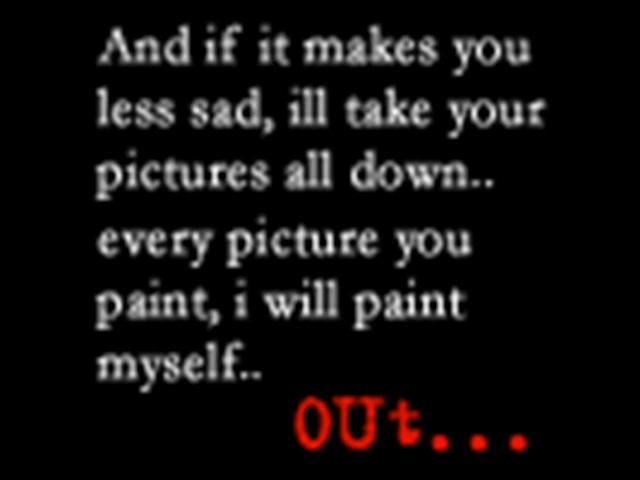 And if it makes you
less sad, ill take your
pictures all down..
every picture you
paint, i will paint
myself..
OUt...